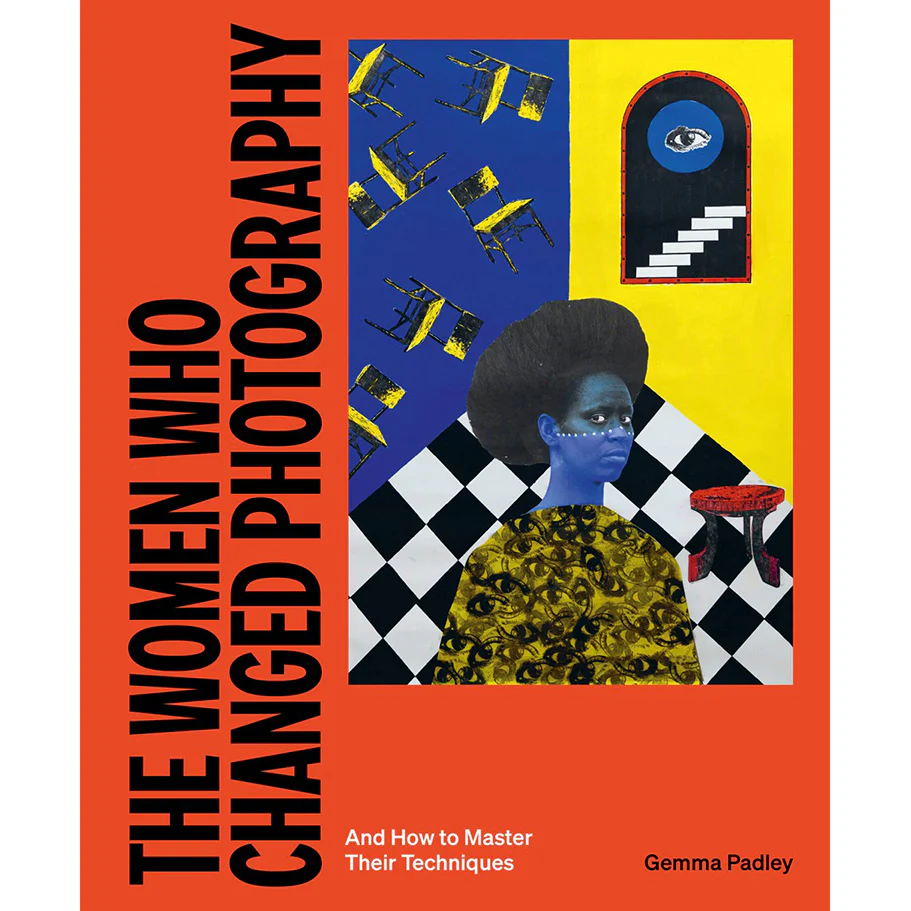 THE WOMEN WHO
CHANGED PHOTOGRAPHY
And How to Master
Their Techniques
Gemma Padley